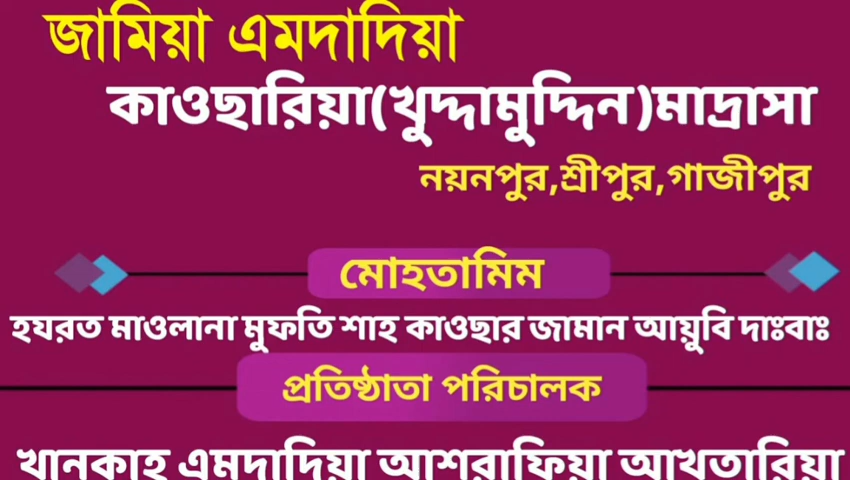 জামিয়া এমদাদিয়া
কাওছারিয়া(খুদ্দামুদ্দিন)মাদ্রাসা
নয়নপুর,শ্রীপুর,গাজীপুর
মোহতামিম
হযরত মাওলানা মুফতি শাহ কাওছার জামান আয়ুবি দাঃবাঃ
প্রতিষ্ঠাতা পরিচালক
খানকাহ এমদাদিয়া আশরাফিয়া আখতারিয়া